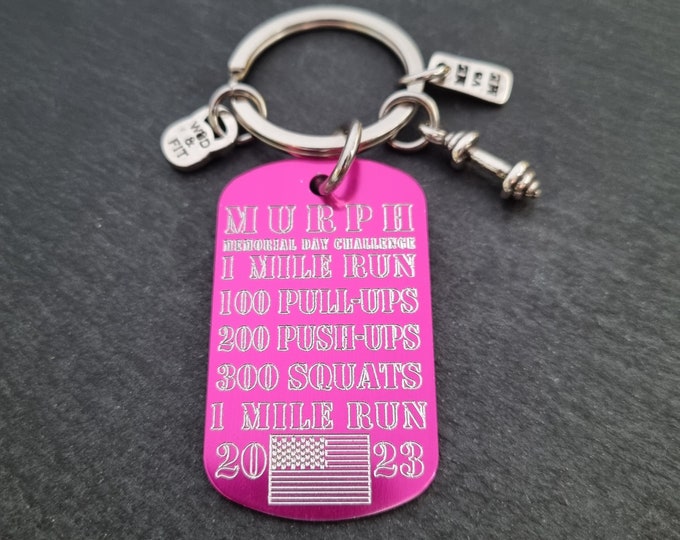 WOD
&
FIT
MURPH
MEMORIAL DAY CHALLENGE
1 MILE RUN
100 PULL-UPS
200 PUSH-UPS
300 SQUATS
1 MILE RUN
20 23